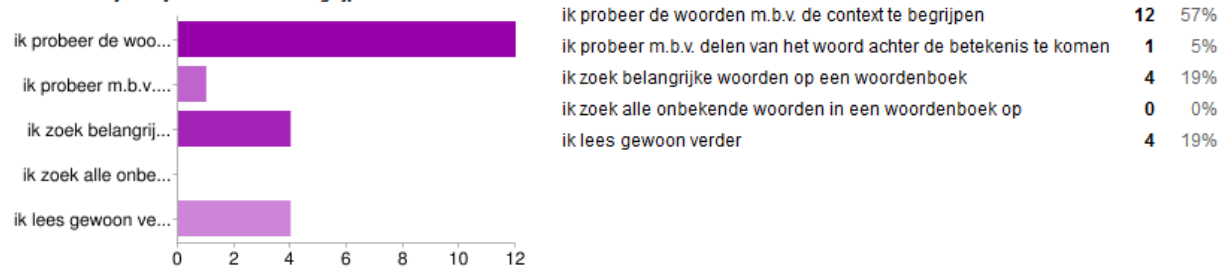 ik probeer de woo...
ik probeer m.b.v....
ik zoek belangrij...
ik zoek alle onbe...
ik lees gewoon ve...
0 2 4 6 8 10 12
ik probeer de woorden m.b.v. de context te begrijpen 12 57%
ik probeer m.b.v. delen van het woord achter de betekenis te komen 1 5%
ik zoek belangrijke woorden op een woordenboek 4 19%
ik zoek alle onbekende woorden in een woordenboek op 0 0%
ik lees gewoon verder 4 19%